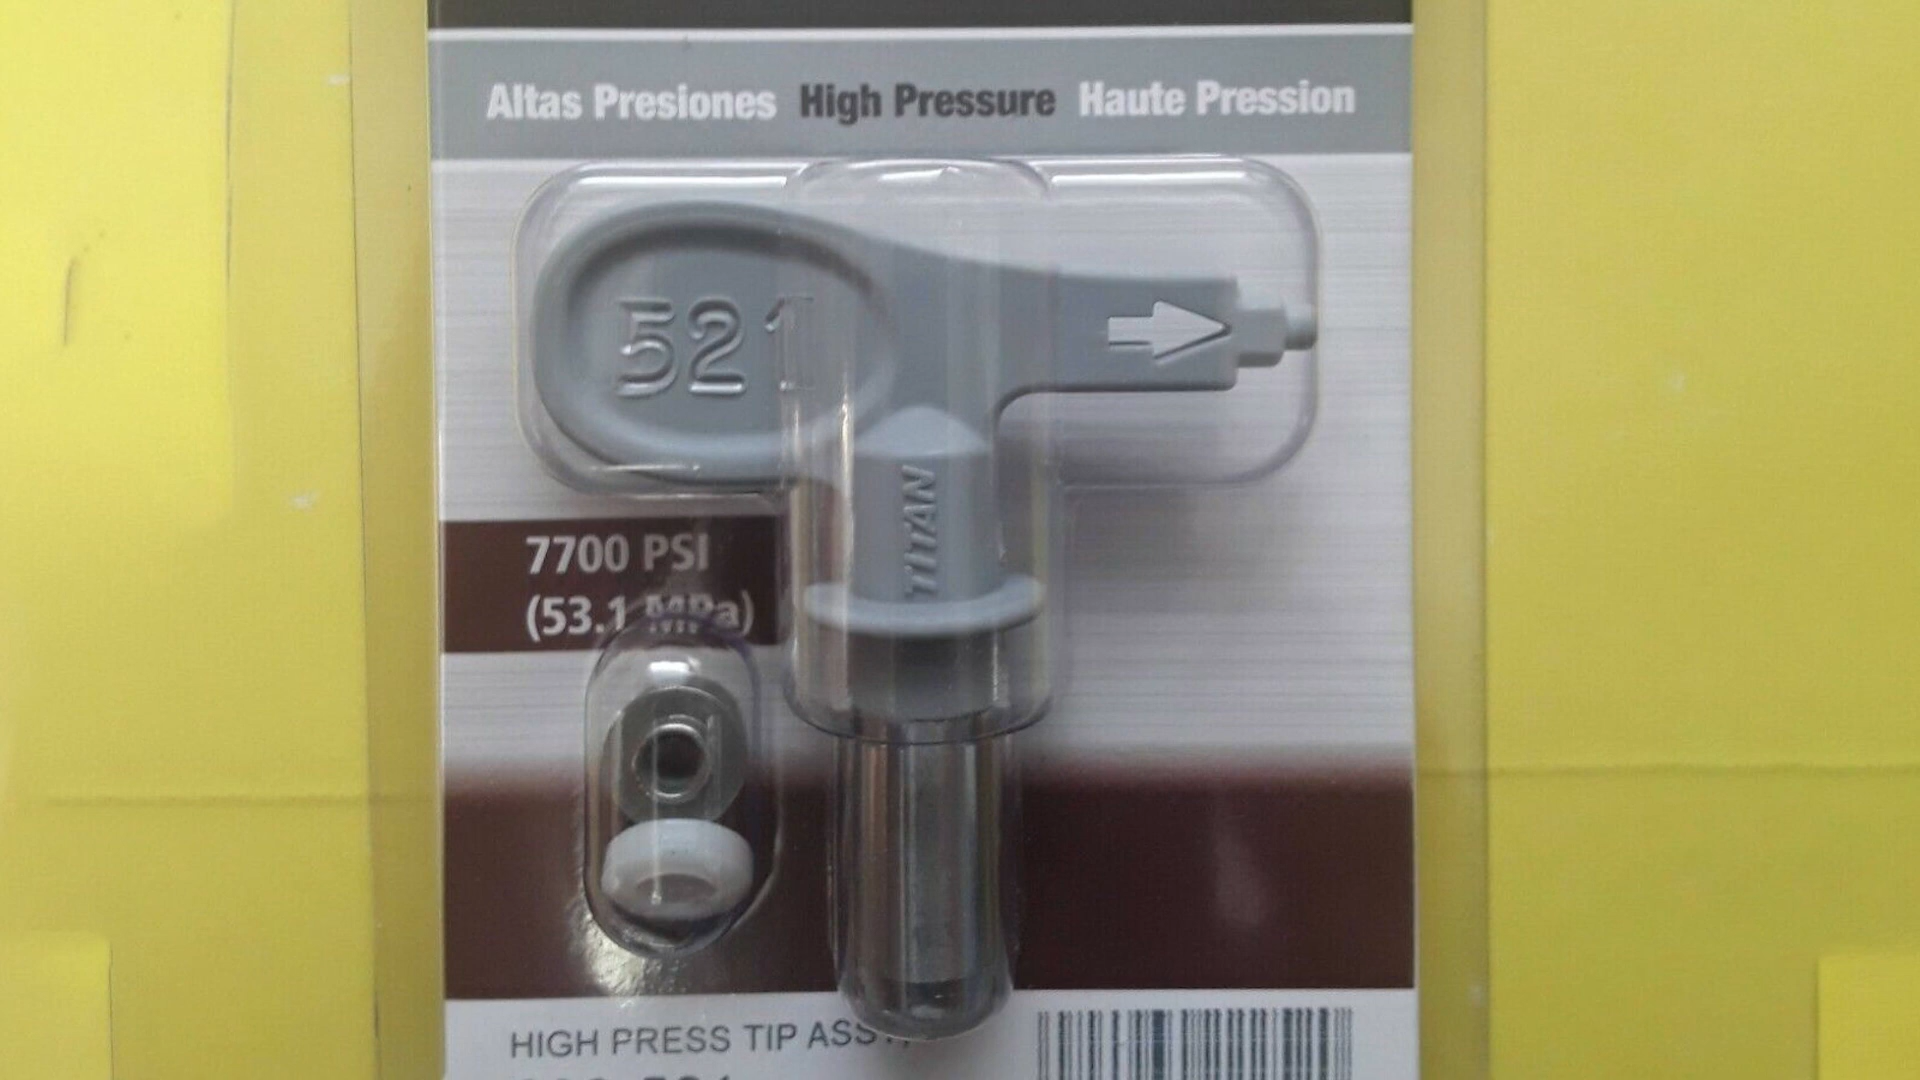 Altas Presiones High Pressure Haute Pression
521
TITAN
7700 PSI
(53.1 MPa)
HIGH PRESS TIP